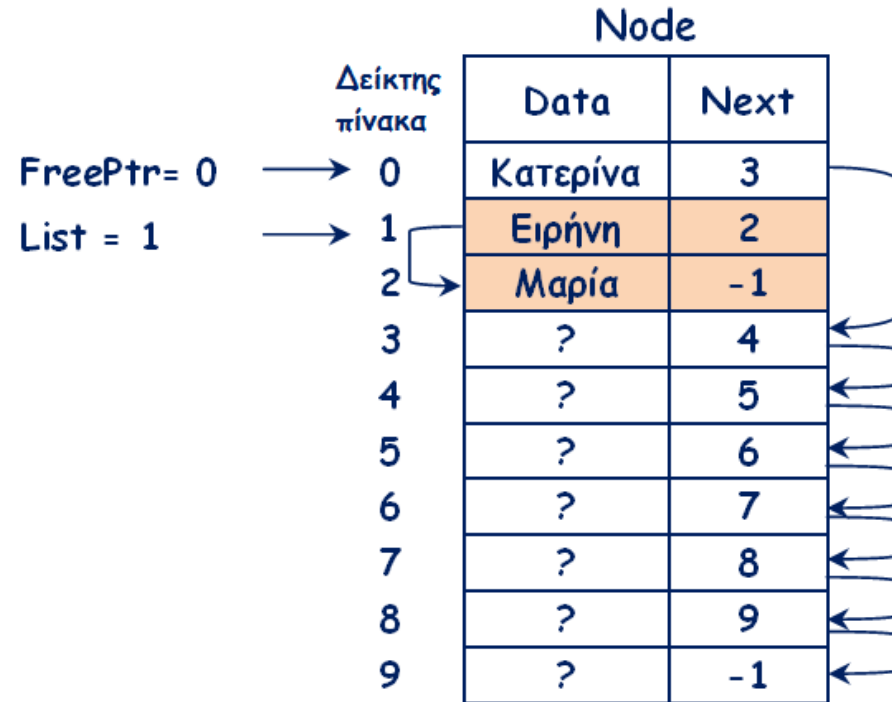 Node
Δείκτης
πίνακα
Data Next
FreePtr= 0 0 Κατερίνα 3
List = 1 1 Ειρήνη 2
2 Μαρία -1
3 ? 4
4 ? 5
5 ? 6
6 ? 7
7 ? 8
8 ? 9
9 ? -1